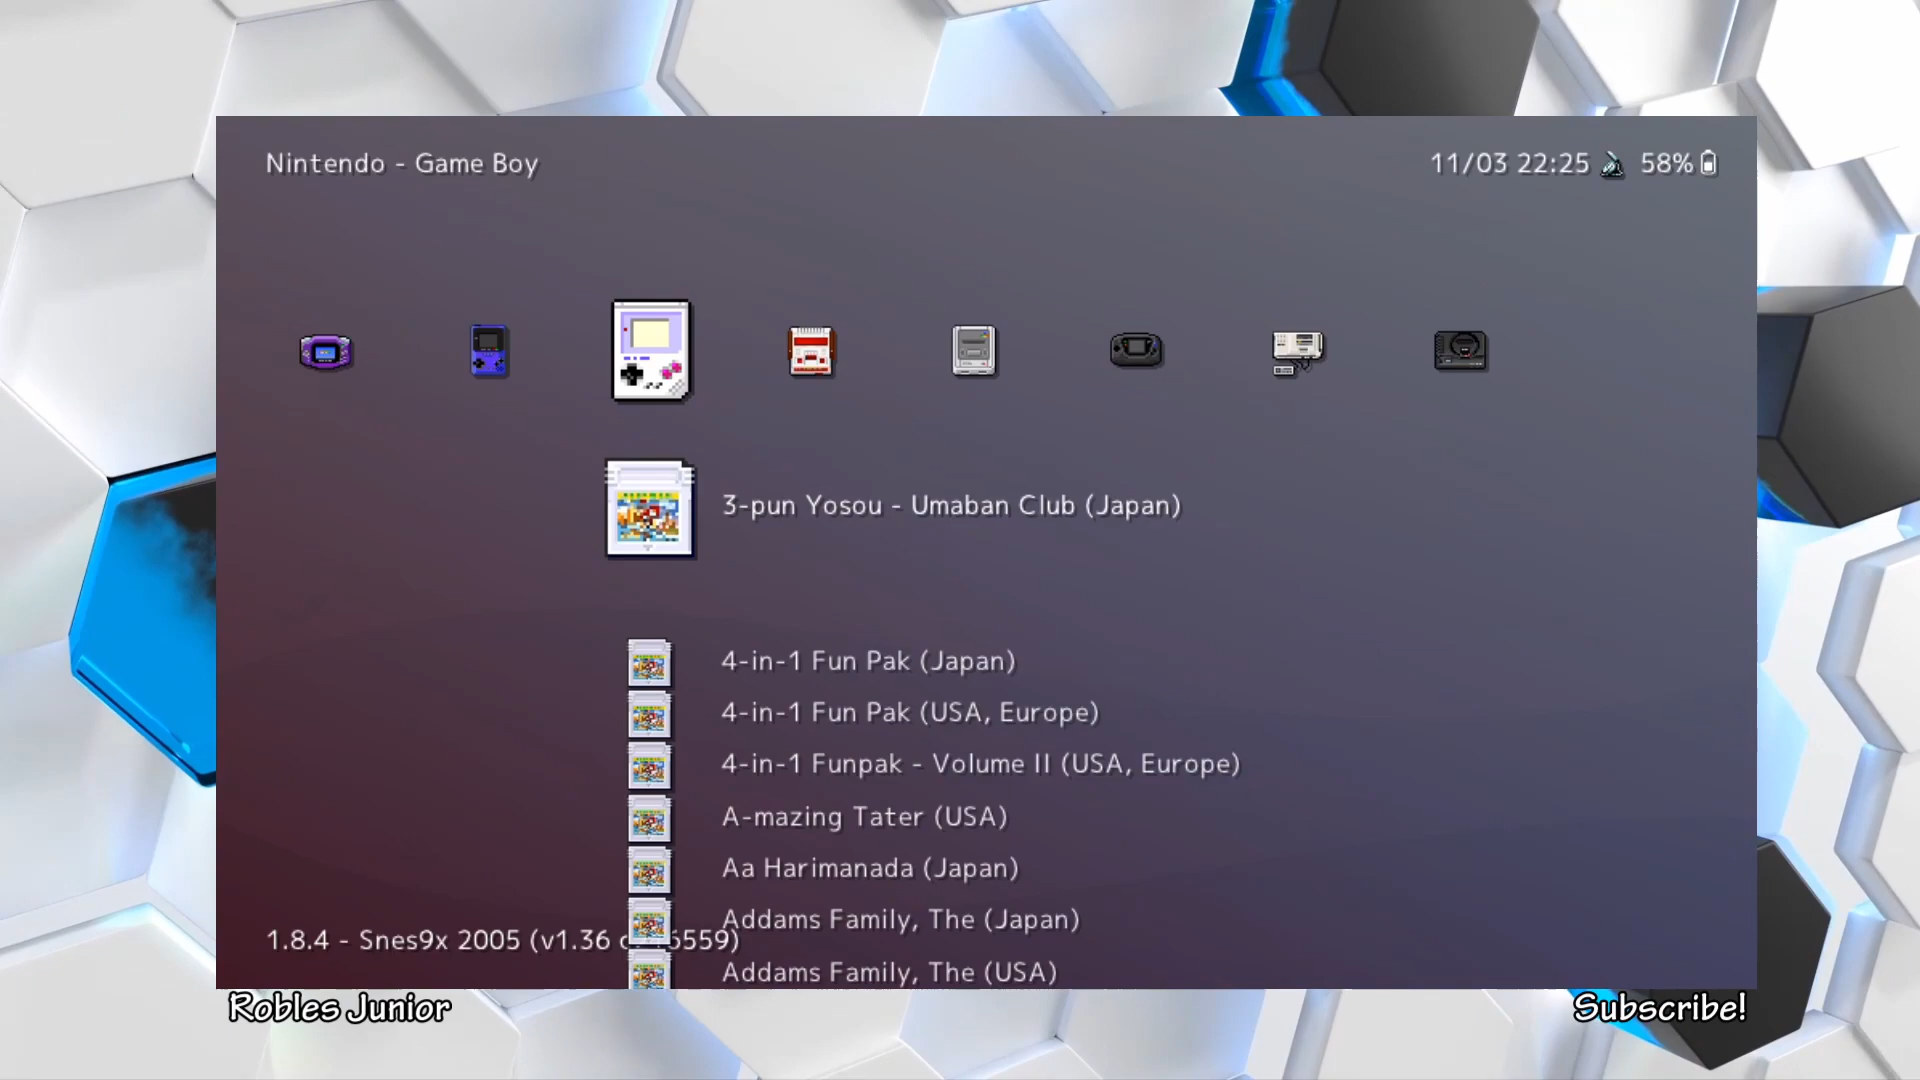 Nintendo - Game Boy
11/03 22:25 58%
3-pun Yosou - Umaban Club (Japan)
4-in-1 Fun Pak (Japan)
4-in-1 Fun Pak (USA, Europe)
4-in-1 Funpak - Volume II (USA, Europe)
A-mazing Tater (USA)
Aa Harimanada (Japan)
Addams Family, The (Japan)
1.8.4 - Snes9x 2005 (v1.36
Addams Family, The (USA)
Robles Junior
Subscribe!